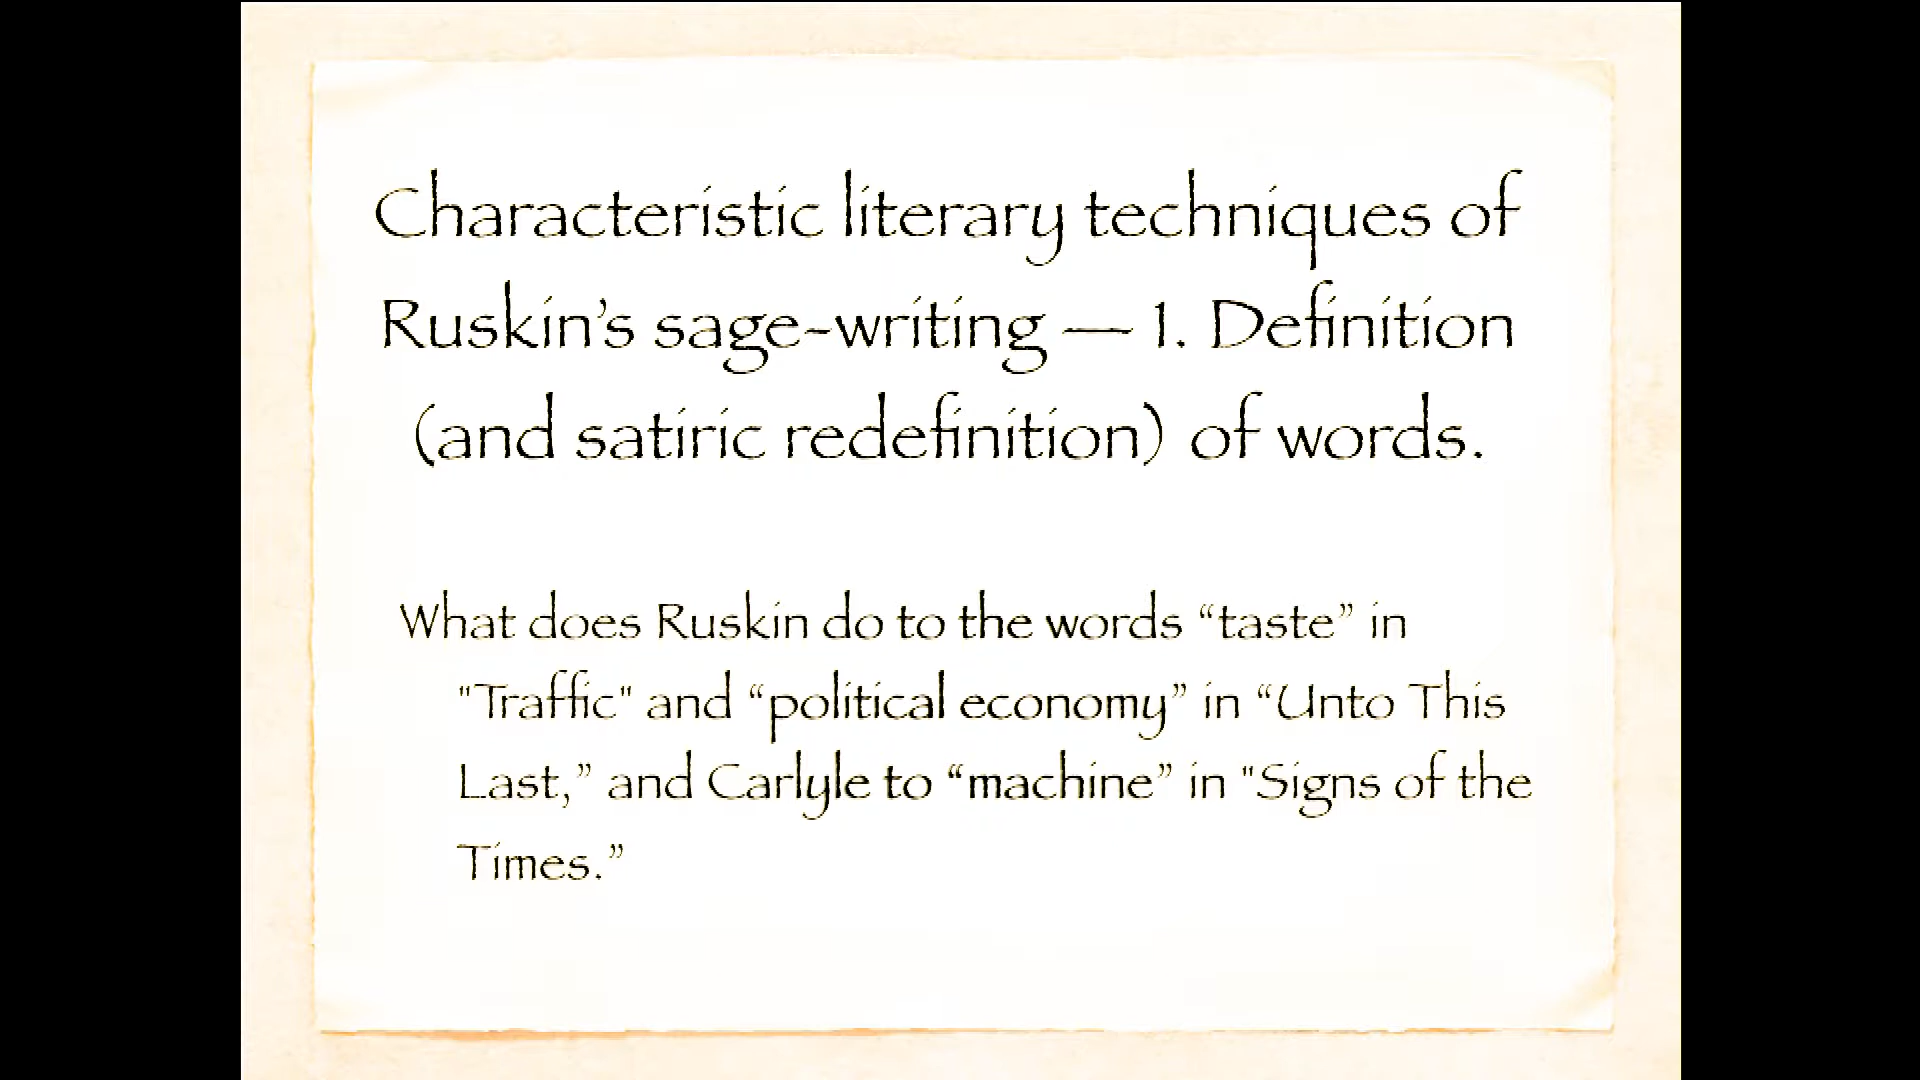 Characteristic literary techniques of
Ruskin’s sage-writing — 1. Definition
(and satiric redefinition) of words.
What does Ruskin do to the words “taste” in
"Traffic" and “political economy” in “Unto This
Last,” and Carlyle to “machine” in "Signs of the
Times.”